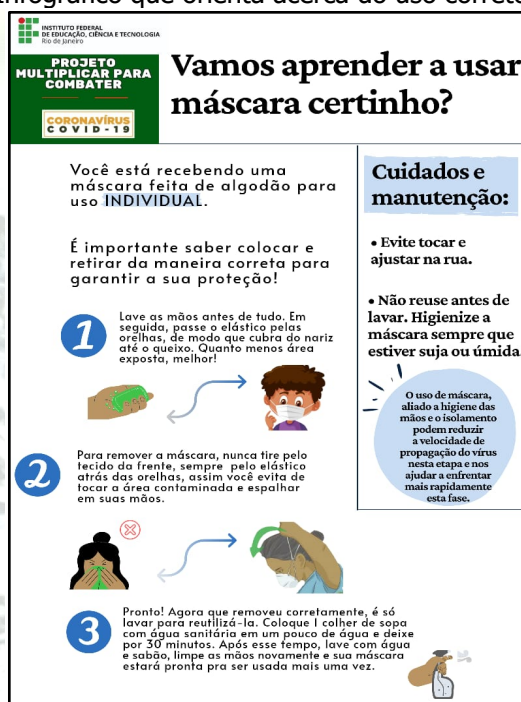 Infográfico que orienta acerca do uso correto
INSTITUTO FEDERAL
DE EDUCAÇÃO, CIÊNCIA E TECNOLOGIA
Rio de Janeiro
PROJETO
MULTIPLICAR PARA
COMBATER
CORONAVÍRUS
COVID-19
Vamos aprender a usar
máscara certinho?
Você está recebendo uma
máscara feita de algodão para
uso INDIVIDUAL.
É importante saber colocar e
retirar da maneira correta para
garantir a sua proteção!
1
Lave as mãos antes de tudo. Em
seguida, passe o elástico pelas
orelhas, de modo que cubra do nariz
até o queixo. Quanto menos área
exposta, melhor!
2
Para remover a máscara, nunca tire pelo
tecido da frente, sempre pelo elástico
atrás das orelhas, assim você evita de
tocar a área contaminada e espalhar
em suas mãos.
3
Pronto! Agora que removeu corretamente, é só
lavar para reutilizá-la. Coloque 1 colher de sopa
com água sanitária em um pouco de água e deixe
por 30 minutos. Após esse tempo, lave com água
e sabão, limpe as mãos novamente e sua máscara
estará pronta pra ser usada mais uma vez.
Cuidados e
manutenção:
• Evite tocar e
ajustar na rua.
• Não reuse antes de
lavar. Higienize a
máscara sempre que
estiver suja ou úmida.
O uso de máscara,
aliado a higiene das
mãos e o isolamento
podem reduzir
a velocidade de
propagação do vírus
nesta etapa e nos
ajudar a enfrentar
mais rapidamente
esta fase.